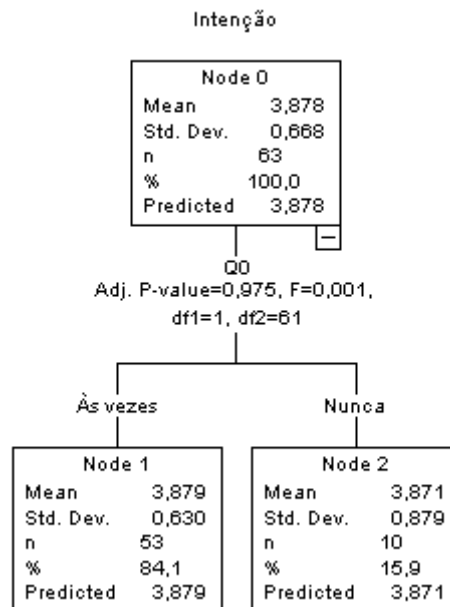 Intenção
Node 0
Mean 3,878
Std. Dev. 0,668
n 63
% 100,0
Predicted 3,878
Q0
Adj. P-value=0,975, F=0,001,
df1=1, df2=61
Às vezes
Nunca
Node 1
Mean 3,879
Std. Dev. 0,630
n 53
% 84,1
Predicted 3,879
Node 2
Mean 3,871
Std. Dev. 0,879
n 10
% 15,9
Predicted 3,871